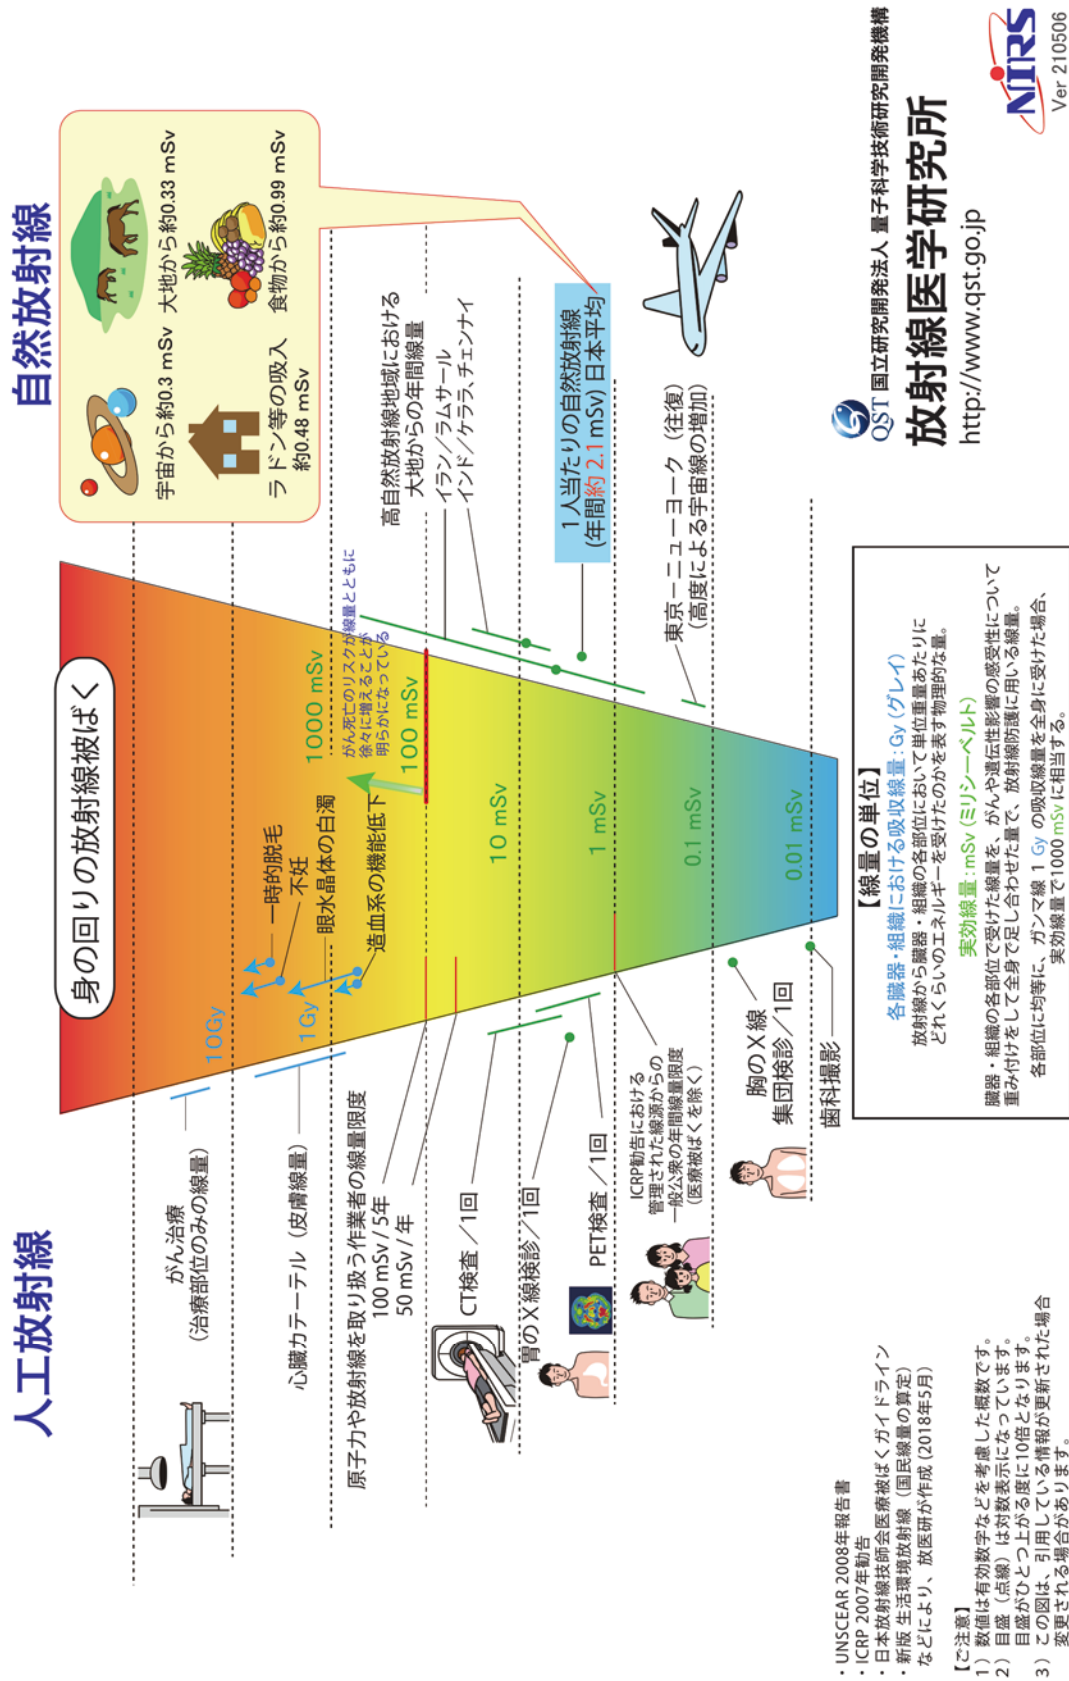 人工放射線
身の回りの放射線被ばく
自然放射線
がん治療
(治療部位のみの線量)
心臓カテーテル（皮膚線量）
原子力や放射線を取り扱う作業者の線量限度
100 mSv / 5年
50 mSv / 年
CT検査 ／1回
胃のX線検診／1回
PET検査 ／1回
ICRP勧告における
管理された線源からの
一般公衆の年間線量限度
(医療被ばくを除く)
胸のX線
集団検診／1回
歯科撮影
10Gy
1Gy
一時的脱毛
不妊
眼水晶体の白濁
造血系の機能低下
1000 mSv
がん死亡のリスクが線量とともに
徐々に増えることが
明らかになっている
100 mSv
10 mSv
1 mSv
0.1 mSv
0.01 mSv
宇宙から約0.3 mSv
大地から約0.33 mSv
ラドン等の吸入
約0.48 mSv
食物から約0.99 mSv
高自然放射線地域における
大地からの年間線量
イラン／ラムサール
インド／ケララ、チェンナイ
1人当たりの自然放射線
(年間約 2.1 mSv) 日本平均
東京ーニューヨーク（往復）
（高度による宇宙線の増加）
・UNSCEAR 2008年報告書
・ICRP 2007年勧告
・日本放射線技師会医療被ばくガイドライン
・新版 生活環境放射線（国民線量の算定）
などにより、放医研が作成 (2018年5月)
【ご注意】
1）数値は有効数字などを考慮した概数です。
2）目盛（点線）は対数表示になっています。
目盛がひとつ上がる度に10倍となります。
3）この図は、引用している情報が更新された場合
変更される場合があります。
【線量の単位】
各臓器・組織における吸収線量：Gy (グレイ)
放射線から臓器・組織の各部位において単位重量あたりに
どれくらいのエネルギーを受けたのかを表す物理的な量。
実効線量：mSv (ミリシーベルト)
臓器・組織の各部位で受けた線量を、がんや遺伝性影響の感受性について
重み付けをして全身で足し合わせた量で、放射線防護に用いる線量。
各部位に均等に、ガンマ線 1 Gy の吸収線量を全身に受けた場合、
実効線量で1000 mSv に相当する。
QST 国立研究開発法人 量子科学技術研究開発機構
放射線医学研究所
http://www.qst.go.jp
NIRS
Ver 210506